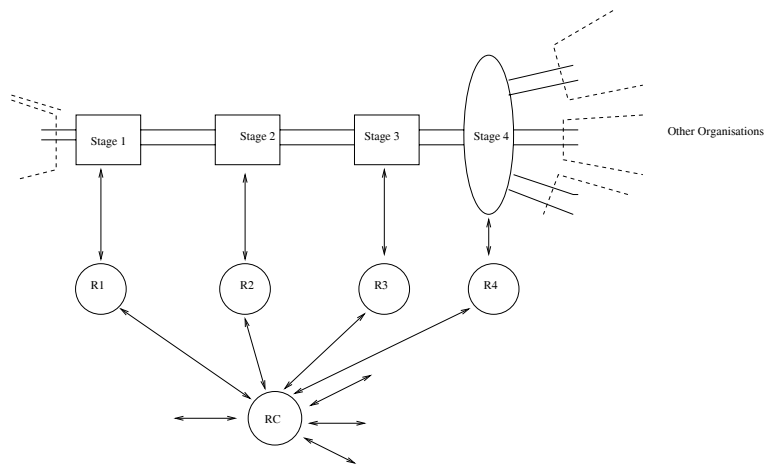 Other Organisations
Stage 1
Stage 2
Stage 3
Stage 4
R1
R2
R3
R4
RC